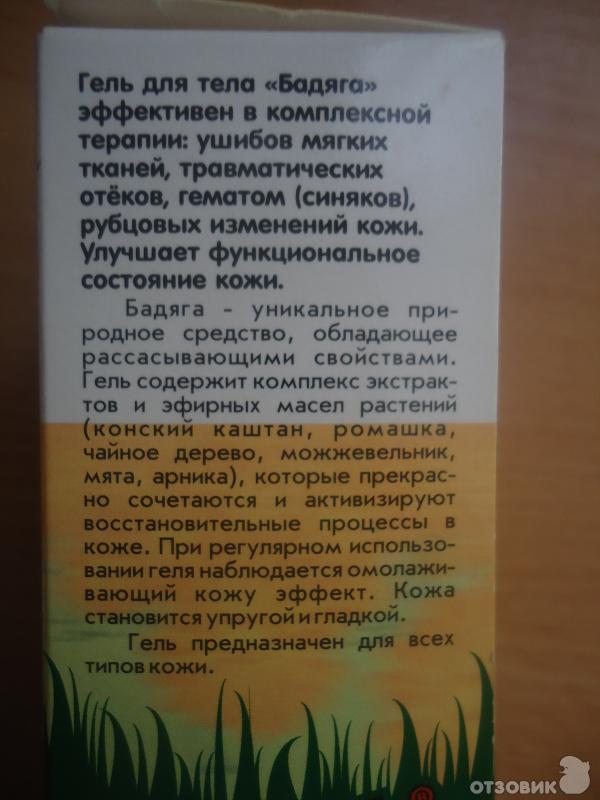 Гель для тела «Бадяга»
эффективен в комплексной
терапии: ушибов мягких
тканей, травматических
отёков, гематом (синяков),
рубцовых изменений кожи.
Улучшает функциональное
состояние кожи.
Бадяга - уникальное при-
родное средство, обладающее
рассасывающими свойствами.
Гель содержит комплекс экстрак-
тов и эфирных масел растений
(конский каштан, ромашка,
чайное дерево, можжевельник,
мята, арника), которые прекрас-
но сочетаются и активизируют
восстановительные процессы в
коже. При регулярном использо-
вании геля наблюдается омолажи-
вающий кожу эффект. Кожа
становится упругой и гладкой.
Гель предназначен для всех
типов кожи.
®
ОТЗОВИК